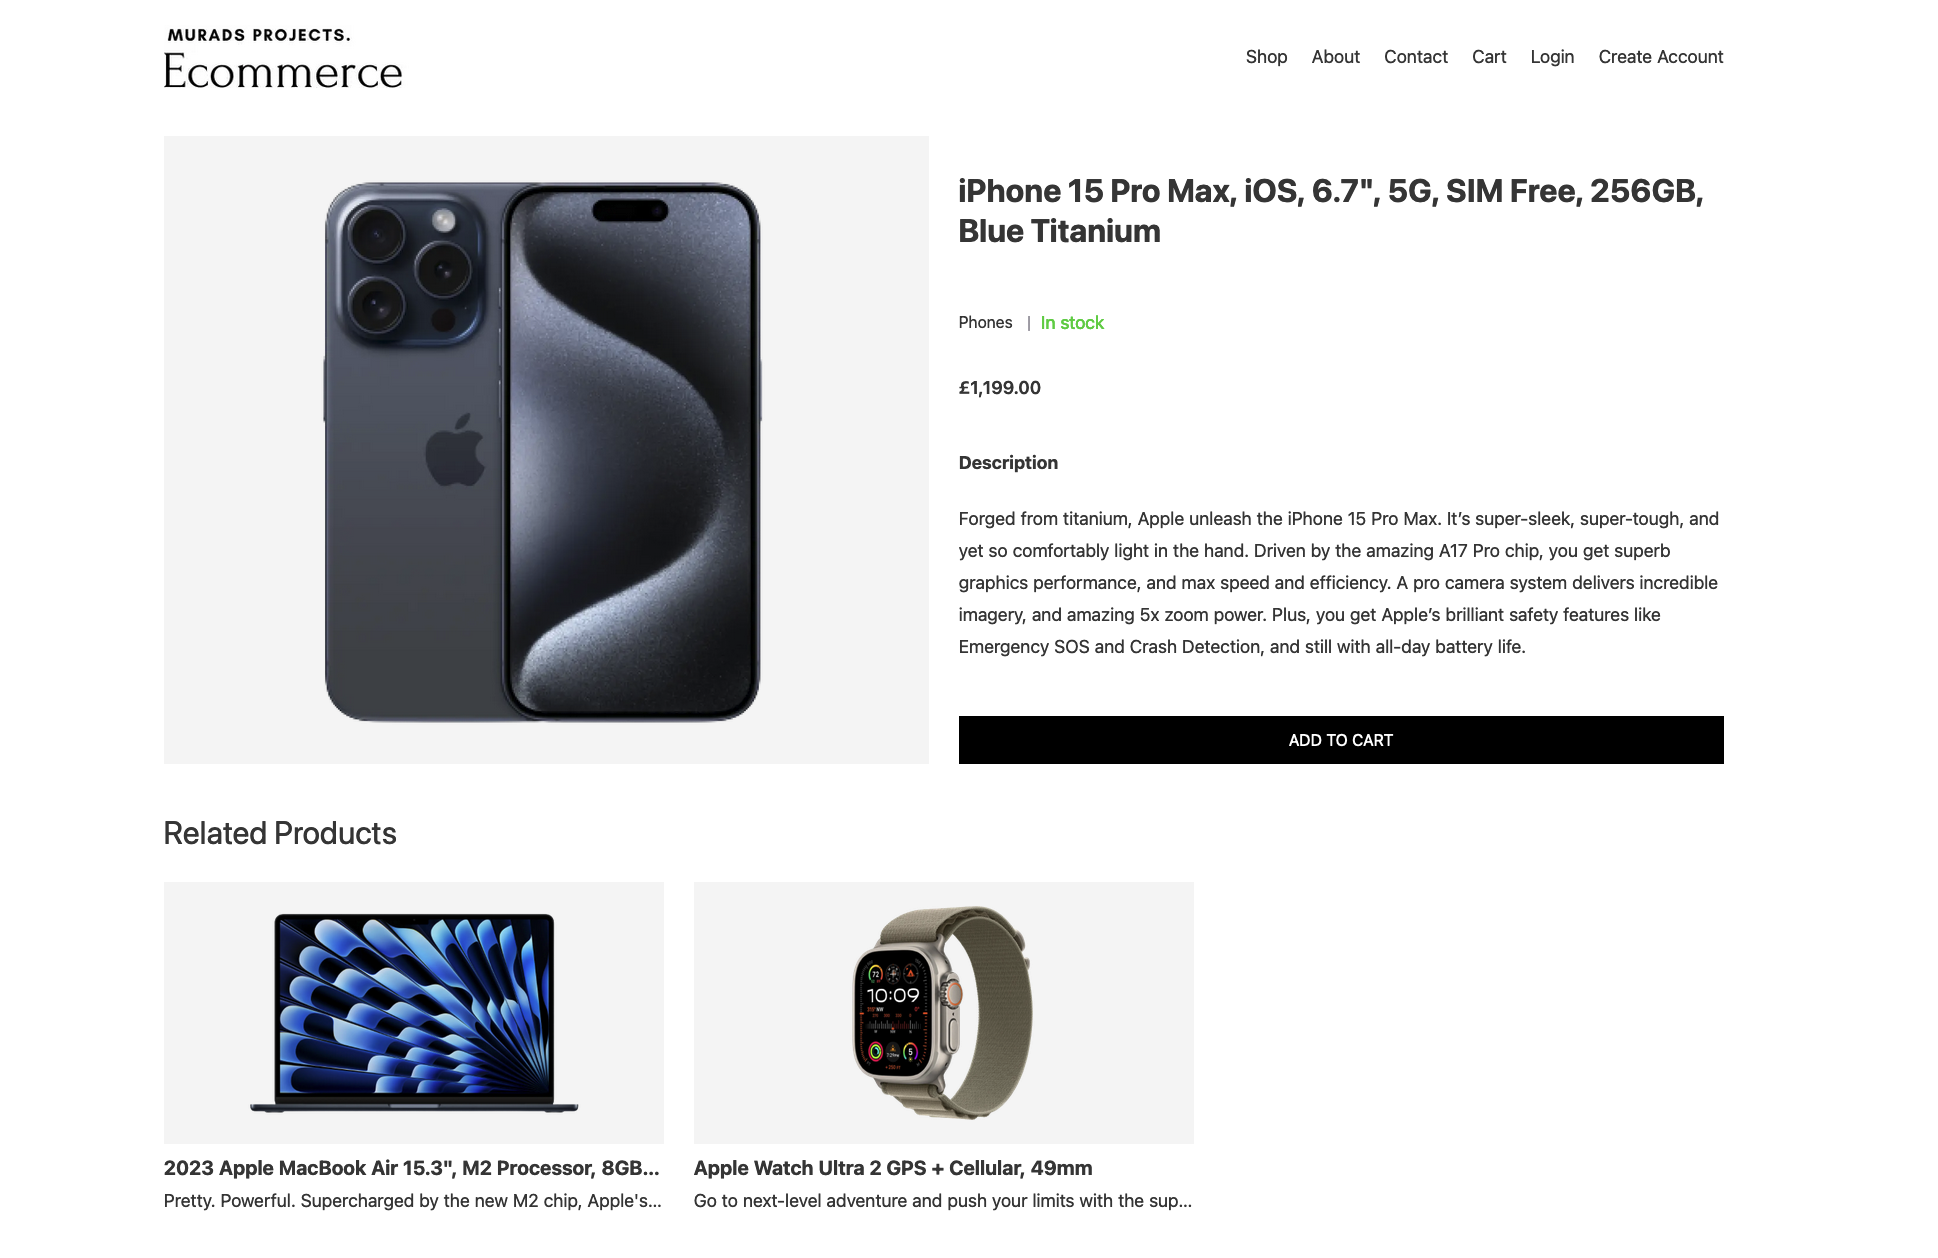 MURADS PROJECTS.
Ecommerce
Shop About Contact Cart Login Create Account
iPhone 15 Pro Max, iOS, 6.7", 5G, SIM Free, 256GB,
Blue Titanium
Phones | In stock
£1,199.00
Description
Forged from titanium, Apple unleash the iPhone 15 Pro Max. It’s super-sleek, super-tough, and
yet so comfortably light in the hand. Driven by the amazing A17 Pro chip, you get superb
graphics performance, and max speed and efficiency. A pro camera system delivers incredible
imagery, and amazing 5x zoom power. Plus, you get Apple’s brilliant safety features like
Emergency SOS and Crash Detection, and still with all-day battery life.
ADD TO CART
Related Products
72
10:09
5
2023 Apple MacBook Air 15.3", M2 Processor, 8GB...
Pretty. Powerful. Supercharged by the new M2 chip, Apple's...
Apple Watch Ultra 2 GPS + Cellular, 49mm
Go to next-level adventure and push your limits with the sup...